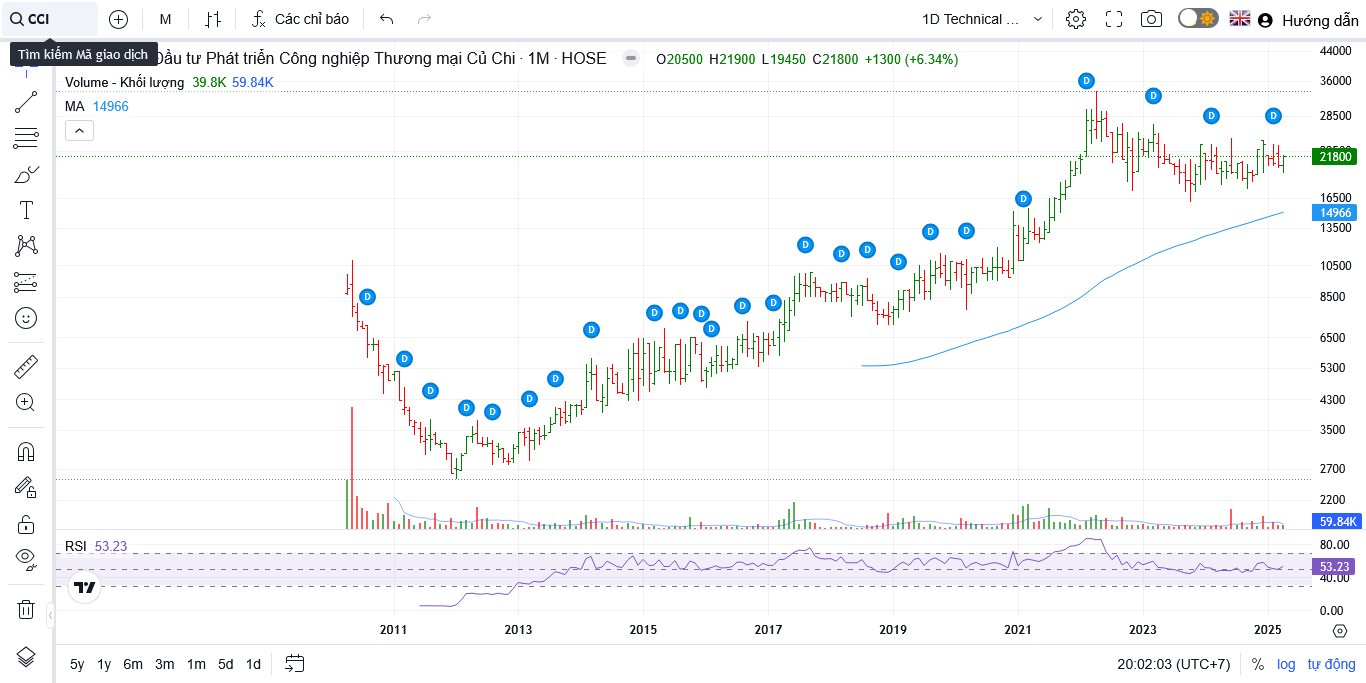 CCI
M
Các chỉ báo
1D Technical ...
Hướng dẫn
Tìm kiếm Mã giao dịch
Đầu tư Phát triển Công nghiệp Thương mại Củ Chi · 1M · HOSE
O20500 H21900 L19450 C21800 +1300 (+6.34%)
Volume - Khối lượng 39.8K 59.84K
MA 14966
44000
36000
28500
21800
16500
14966
13500
10500
8500
6500
5300
4300
3500
2700
2200
59.84K
D D D D
D
D D D D D D
D D D D D D D
D D D D D D D D
RSI 53.23
80.00
53.23
40.00
0.00
2011 2013 2015 2017 2019 2021 2023 2025
5y 1y 6m 3m 1m 5d 1d
20:02:03 (UTC+7) % log tự động